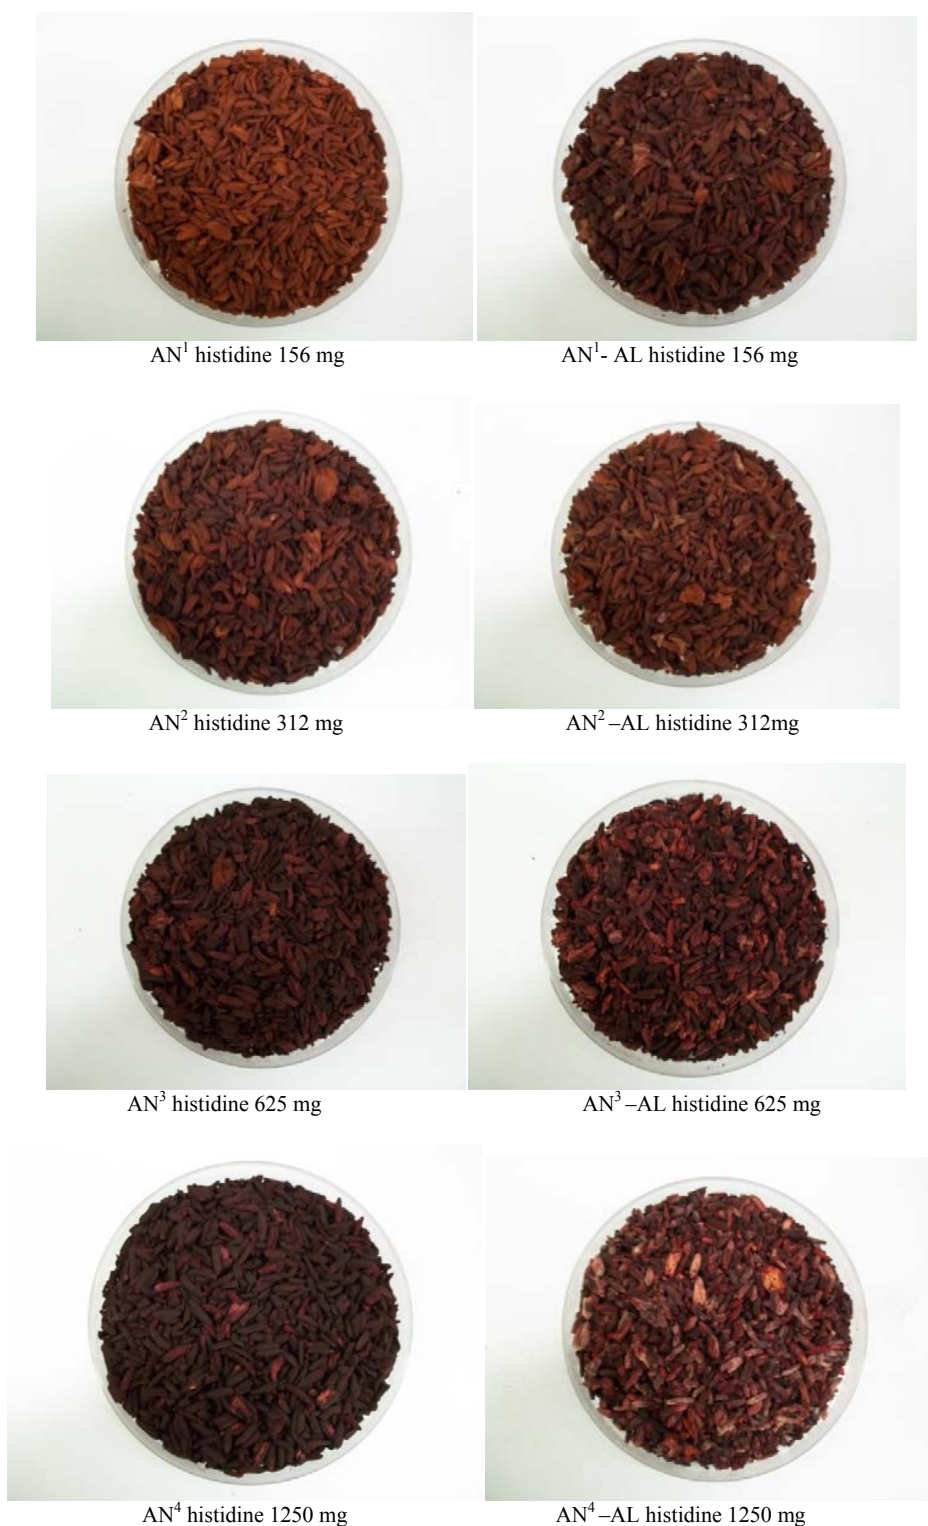 AN¹ histidine 156 mg
AN¹- AL histidine 156 mg
AN² histidine 312 mg
AN² –AL histidine 312mg
AN³ histidine 625 mg
AN³ –AL histidine 625 mg
AN⁴ histidine 1250 mg
AN⁴ –AL histidine 1250 mg